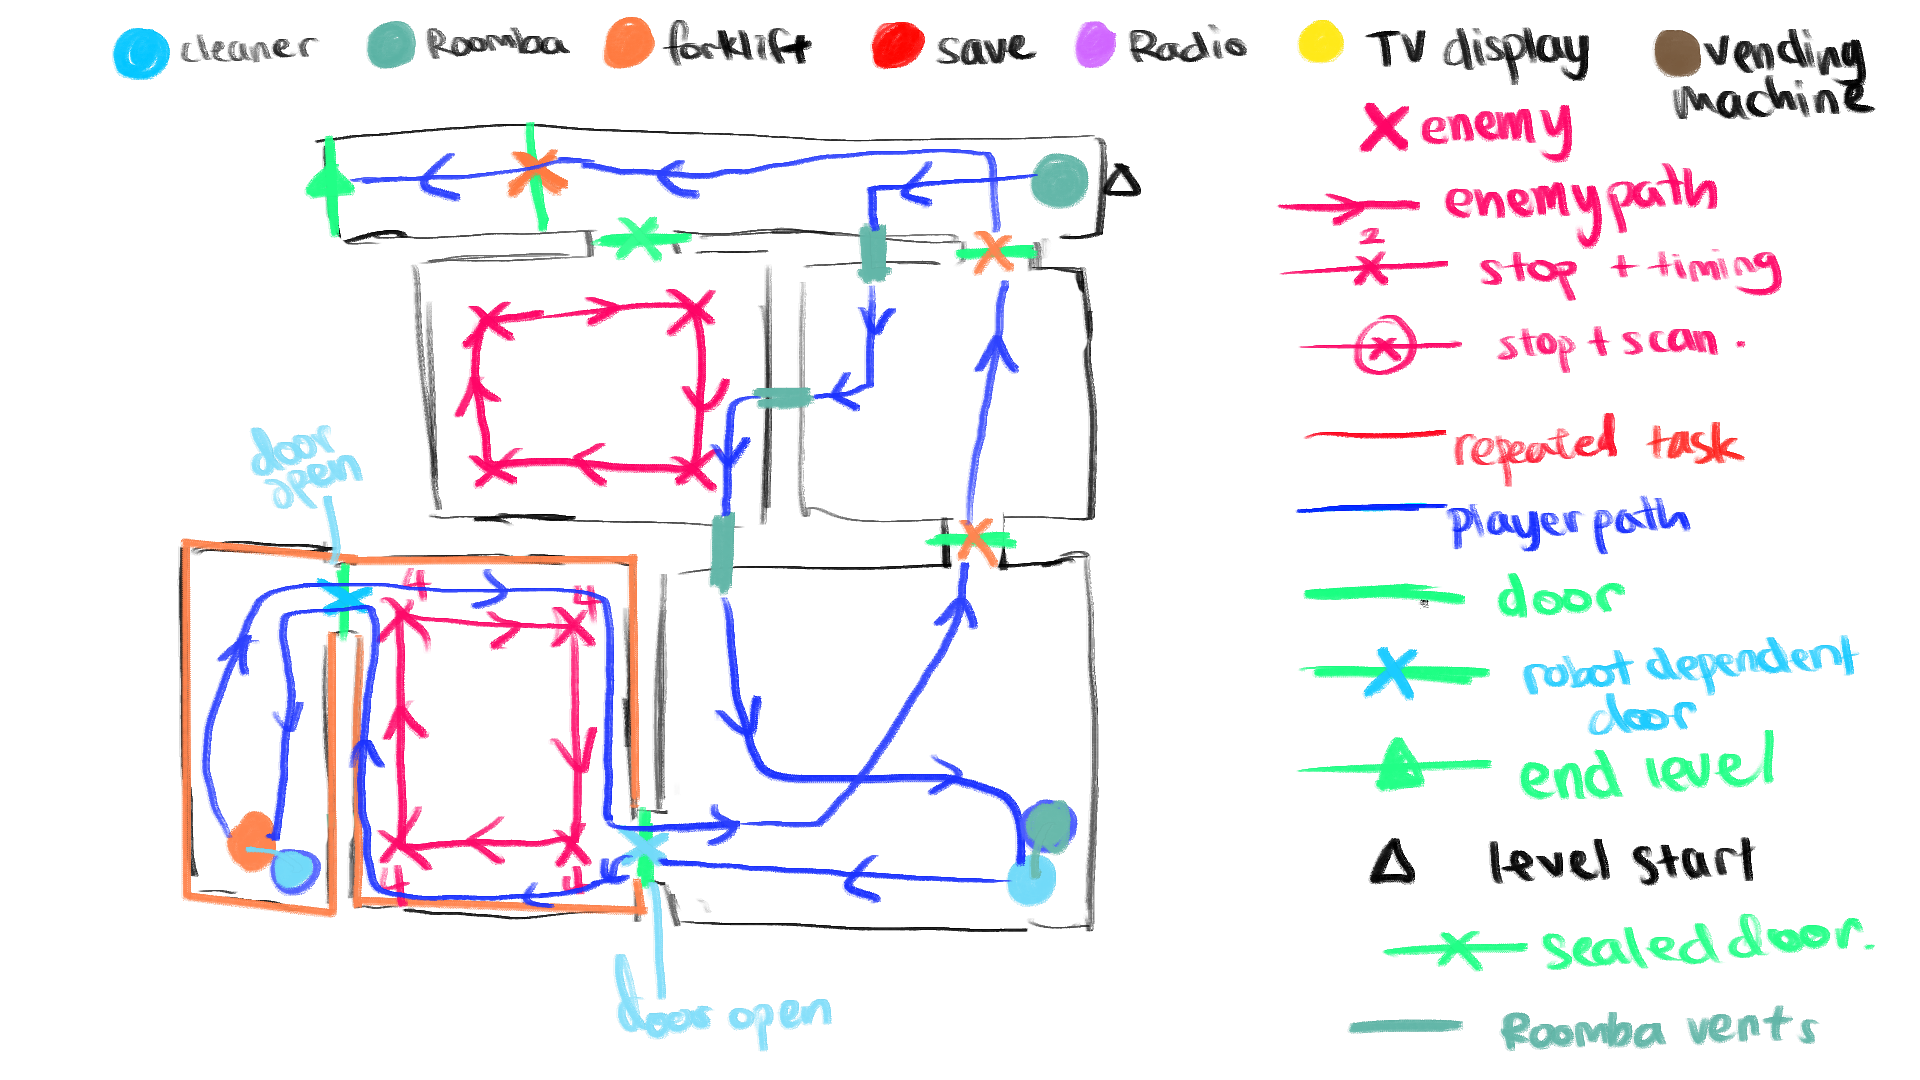 cleaner
Roomba
forklift
save
Radio
TV display
vending
machine
enemy
enemy path
2
stop + timing
stop + scan.
repeated task
player path
door
robot dependent
door
end level
level start
sealed door.
Roomba vents
door
open
4
4
4
4
door open